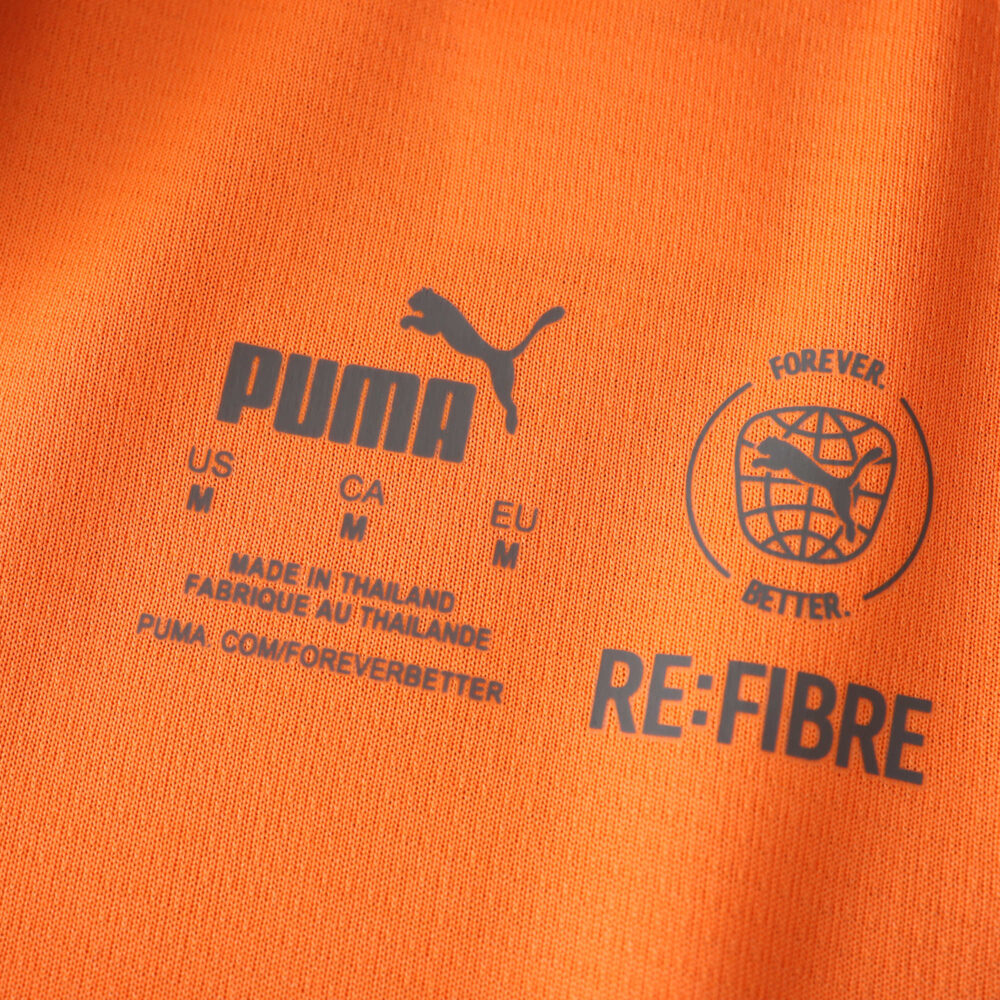 PUMA
US CA EU
M M M
MADE IN THAILAND
FABRIQUE AU THAILANDE
PUMA. COM/FOREVERBETTER
FOREVER.
BETTER.
RE:FIBRE